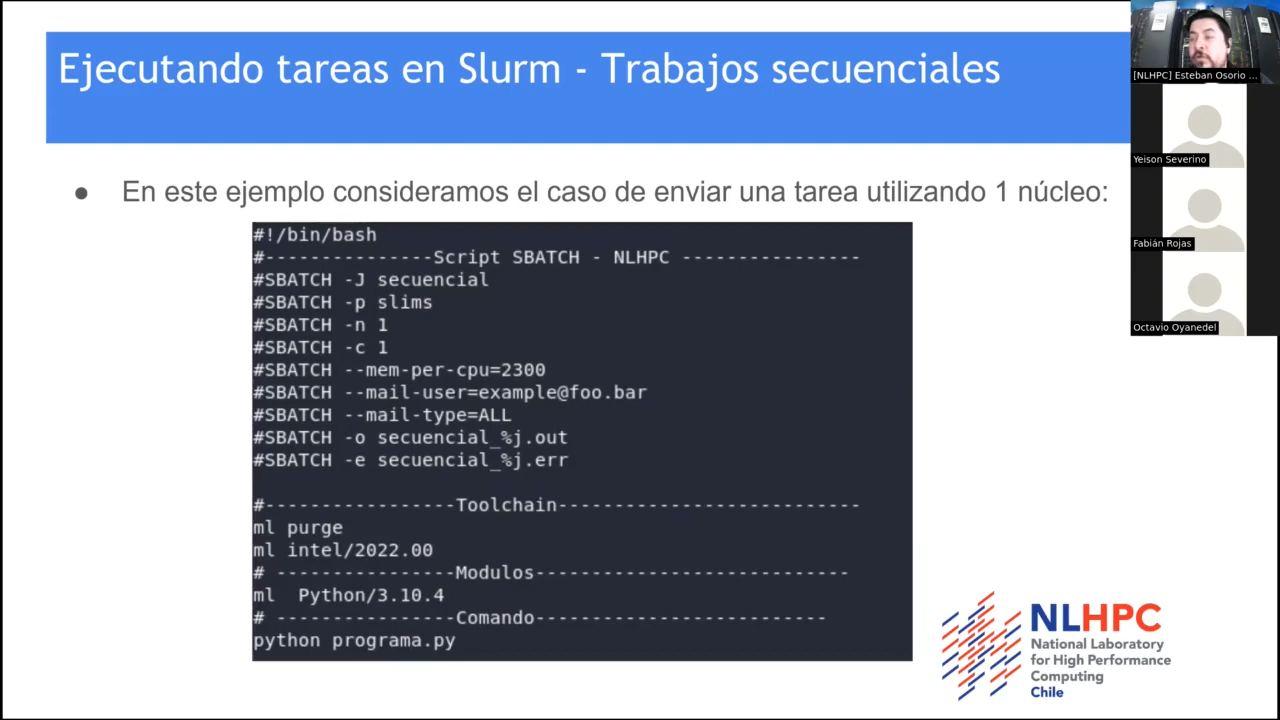 Ejecutando tareas en Slurm - Trabajos secuenciales
● En este ejemplo consideramos el caso de enviar una tarea utilizando 1 núcleo:
#!/bin/bash
#---------------Script SBATCH - NLHPC ----------------
#SBATCH -J secuencial
#SBATCH -p slims
#SBATCH -n 1
#SBATCH -c 1
#SBATCH --mem-per-cpu=2300
#SBATCH --mail-user=example@foo.bar
#SBATCH --mail-type=ALL
#SBATCH -o secuencial_%j.out
#SBATCH -e secuencial_%j.err
#-----------------Toolchain---------------------------
ml purge
ml intel/2022.00
# ----------------Modulos----------------------------
ml  Python/3.10.4
# ----------------Comando--------------------------
python programa.py
NLHPC
National Laboratory
for High Performance
Computing
Chile
[NLHPC] Esteban Osorio ...
Yeison Severino
Fabián Rojas
Octavio Oyanedel